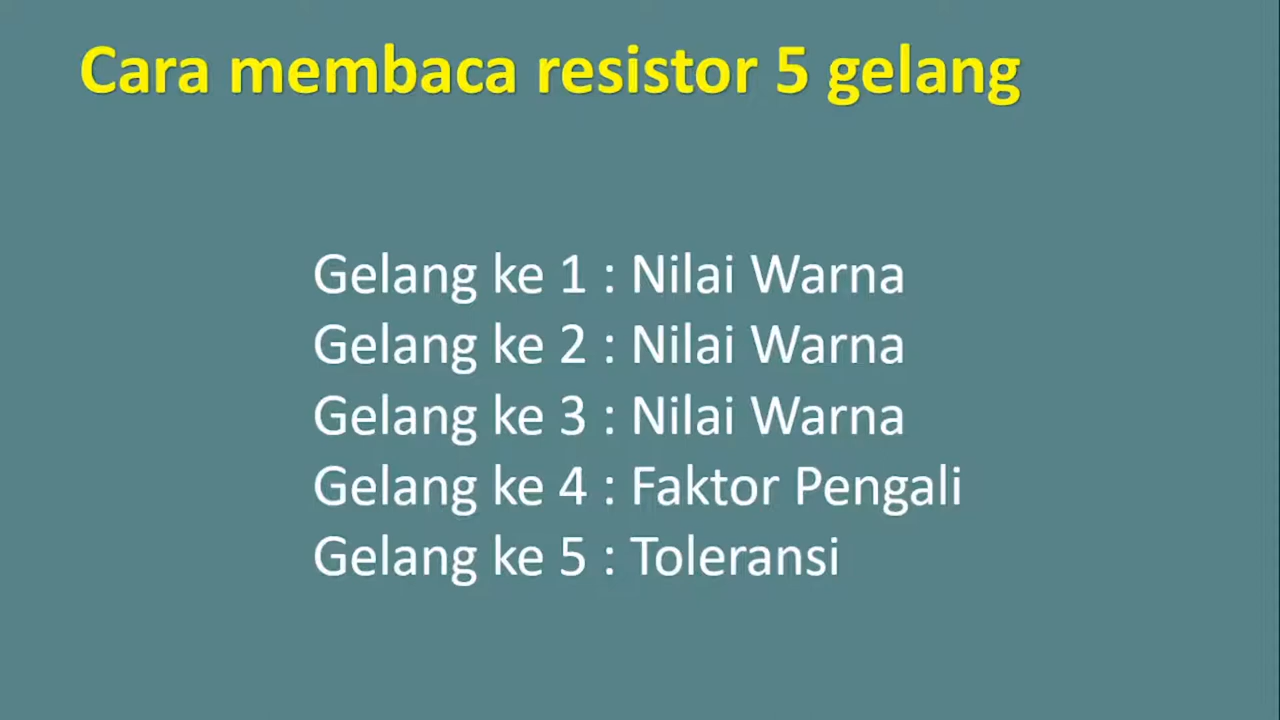 Cara membaca resistor 5 gelang
Gelang ke 1 : Nilai Warna
Gelang ke 2 : Nilai Warna
Gelang ke 3 : Nilai Warna
Gelang ke 4 : Faktor Pengali
Gelang ke 5 : Toleransi